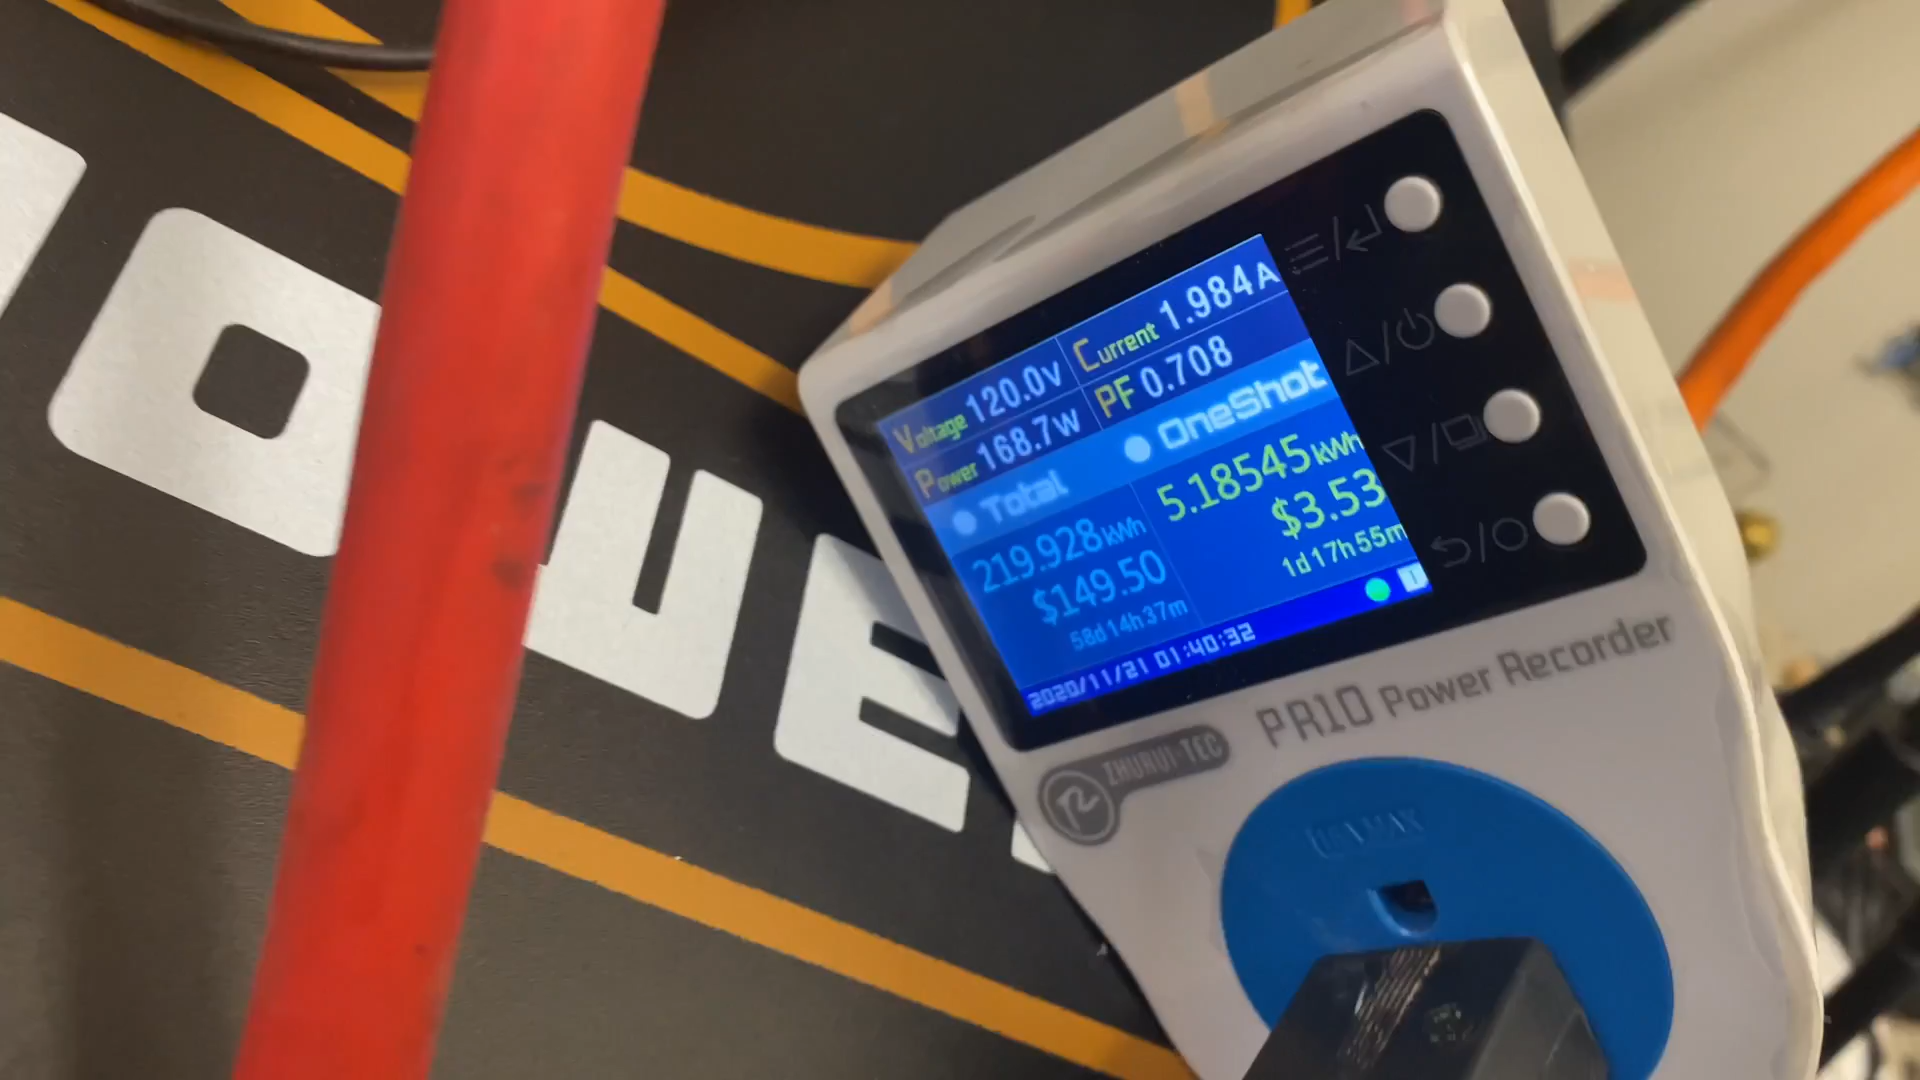 OWE
Voltage 120.0V Current 1.984A
Power 168.7W PF 0.708
Total OneShot
219.928kWh 5.18545kWh
$149.50 $3.53
58d14h37m 1d17h55m
2020/11/21 01:40:32
ZHURUI-TEC PR10 Power Recorder